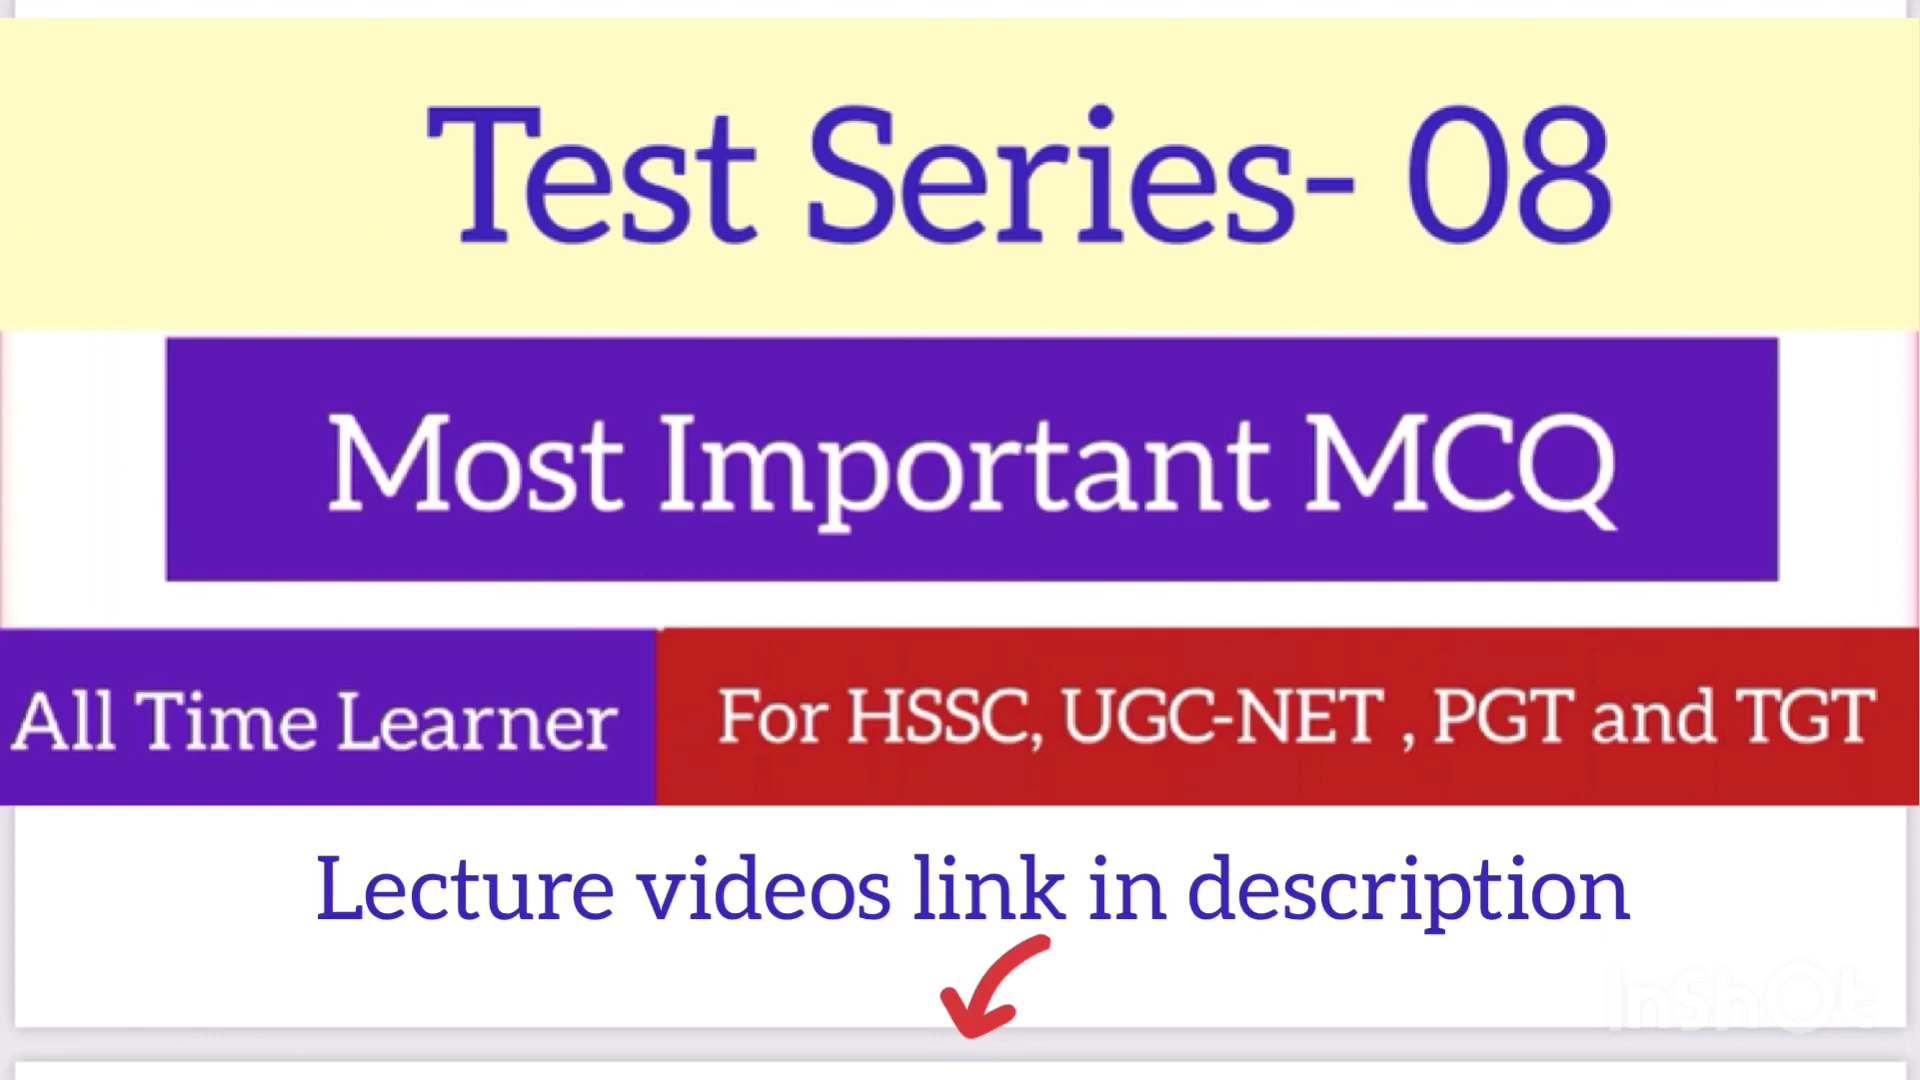 Test Series- 08
Most Important MCQ
All Time Learner
For HSSC, UGC-NET , PGT and TGT
Lecture videos link in description
InShOt